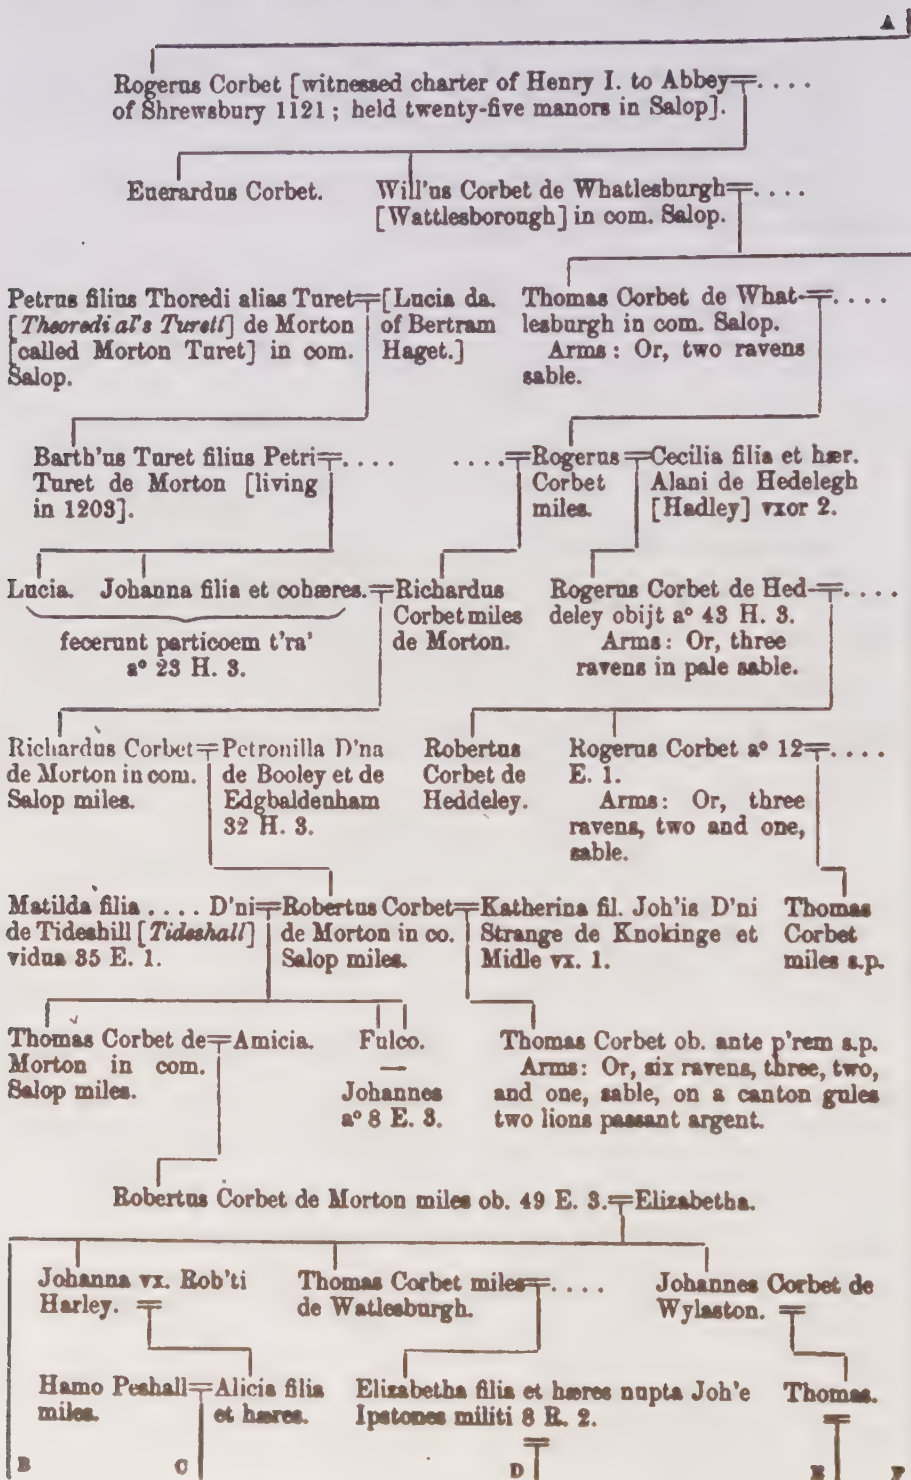 A
Rogerus Corbet [witnessed charter of Henry I. to Abbey=. . . .
of Shrewsbury 1121 ; held twenty-five manors in Salop].
Euerardus Corbet.
Will'us Corbet de Whatlesburgh=. . . .
[Wattlesborough] in com. Salop.
Petrus filius Thoredi alias Turet=
[Theoredi al's Turett] de Morton
[called Morton Turet] in com.
Salop.
[Lucia da.
of Bertram
Haget.]
Thomas Corbet de What-=. . . .
lesburgh in com. Salop.
Arms: Or, two ravens
sable.
Barth'us Turet filius Petri=. . . .
Turet de Morton [living
in 1203].
. . . .=Rogerus=
Corbet
miles.
Cecilia filia et hær.
Alani de Hedelegh
[Hadley] vxor 2.
Lucia. Johanna filia et cohæres.=
fecerunt particoem t'ra'
aº 23 H. 3.
Richardus
Corbet miles
de Morton.
Rogerus Corbet de Hed-=. . . .
deley obijt aº 43 H. 3.
Arms: Or, three
ravens in pale sable.
Richardus Corbet=
de Morton in com.
Salop miles.
Petronilla D'na
de Booley et de
Edgbaldenham
32 H. 3.
Robertus
Corbet de
Heddeley.
Rogerus Corbet aº 12=. . . .
E. 1.
Arms: Or, three
ravens, two and one,
sable.
Matilda filia . . . . D'ni=
de Tideshill [Tideshall]
vidua 35 E. 1.
Robertus Corbet=
de Morton in co.
Salop miles.
Katherina fil. Joh'is D'ni
Strange de Knokinge et
Midle vx. 1.
Thomas
Corbet
miles s.p.
Thomas Corbet de=Amicia.
Morton in com.
Salop miles.
Fulco.
—
Johannes
aº 8 E. 3.
Thomas Corbet ob. ante p'rem s.p.
Arms: Or, six ravens, three, two,
and one, sable, on a canton gules
two lions passant argent.
Robertus Corbet de Morton miles ob. 49 E. 3.=Elizabetha.
Johanna vx. Rob'ti
Harley. =
Thomas Corbet miles=. . . .
de Watlesburgh.
Johannes Corbet de
Wylaston. =
Hamo Peshall=
miles.
Alicia filia
et hæres.
Elizabetha filia et hæres nupta Joh'e
Ipstones militi 8 R. 2.
=
Thomas.
=
B C D E F